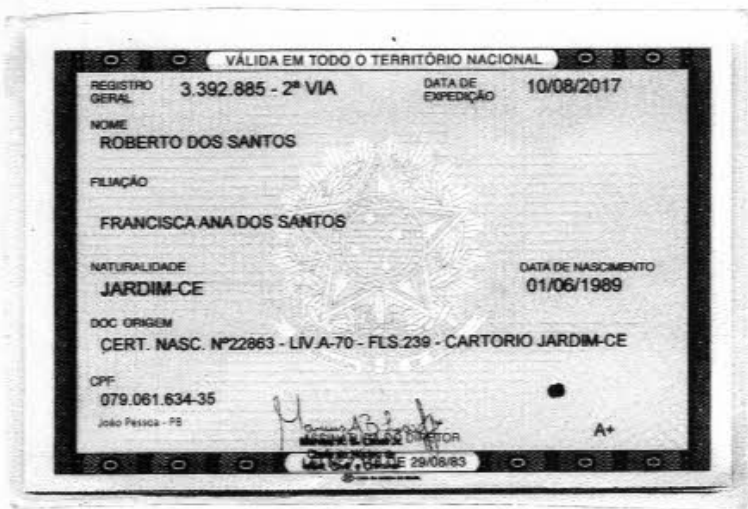 VÁLIDA EM TODO O TERRITÓRIO NACIONAL
REGISTRO GERAL 3.392.885 - 2ª VIA DATA DE EXPEDIÇÃO 10/08/2017
NOME
ROBERTO DOS SANTOS
FILIAÇÃO
FRANCISCA ANA DOS SANTOS
NATURALIDADE DATA DE NASCIMENTO
JARDIM-CE 01/06/1989
DOC ORIGEM
CERT. NASC. Nº22863 - LIV.A-70 - FLS.239 - CARTORIO JARDIM-CE
CPF
079.061.634-35
João Pessoa - PB
DIRETOR A+
DE 29/08/83